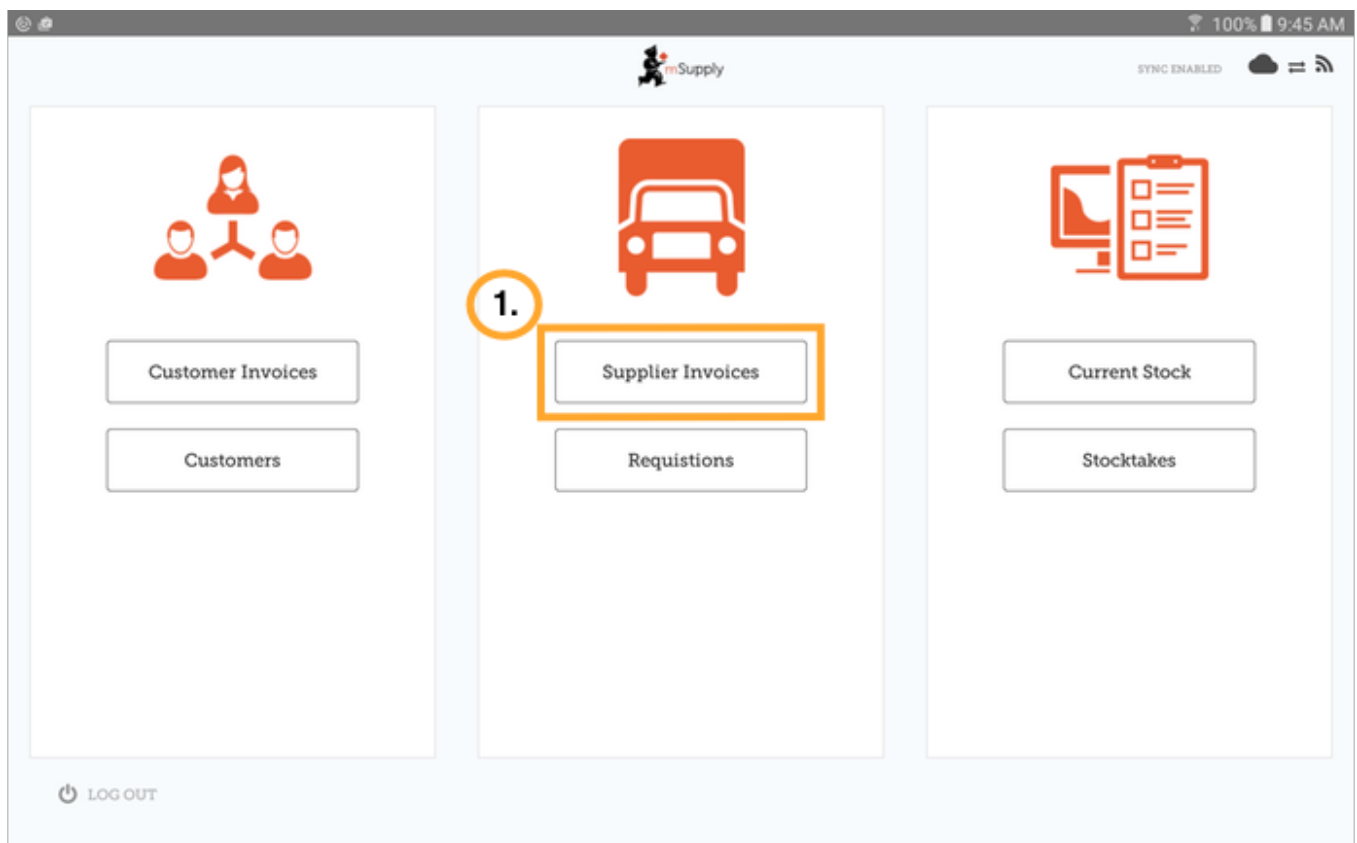 100% 9:45 AM
mSupply
SYNC ENABLED
1.
Customer Invoices
Supplier Invoices
Current Stock
Customers
Requistions
Stocktakes
LOG OUT